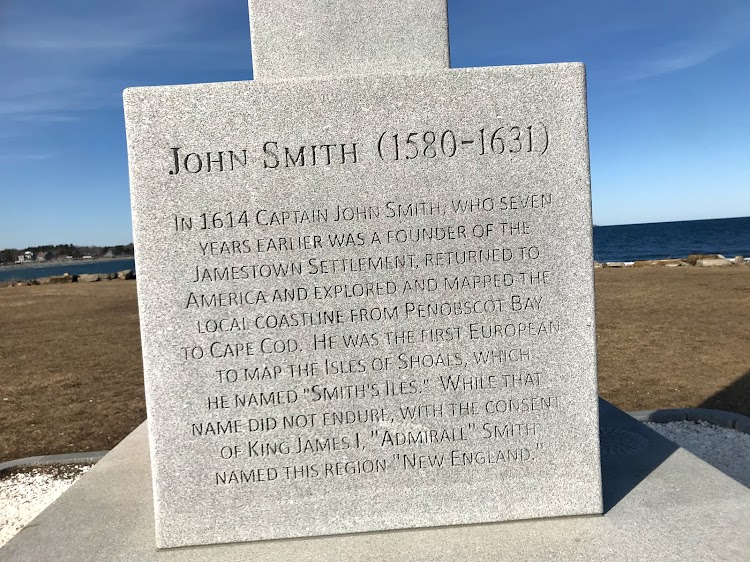 John Smith (1580-1631)
In 1614 Captain John Smith, who seven
years earlier was a founder of the
Jamestown Settlement, returned to
America and explored and mapped the
local coastline from Penobscot Bay
to Cape Cod. He was the first European
to map the Isles of Shoals, which
he named "Smith's Iles." While that
name did not endure, with the consent
of King James I, "Admirall" Smith
named this region "New England."